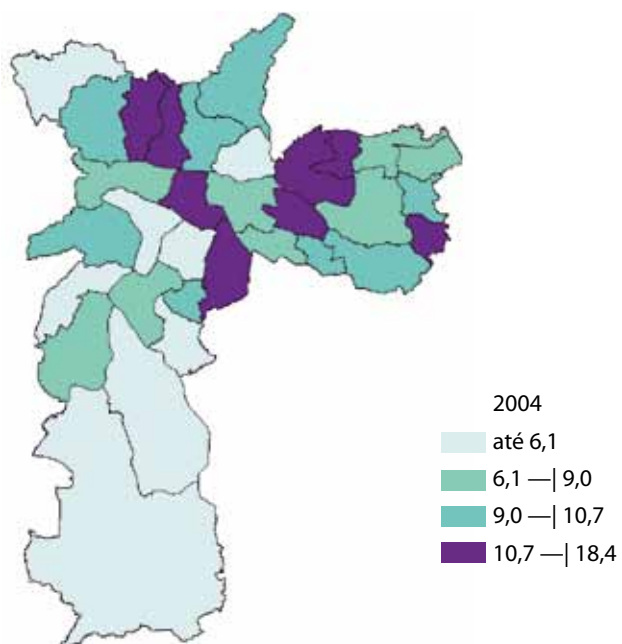 2004
até 6,1
6,1 —| 9,0
9,0 —| 10,7
10,7 —| 18,4